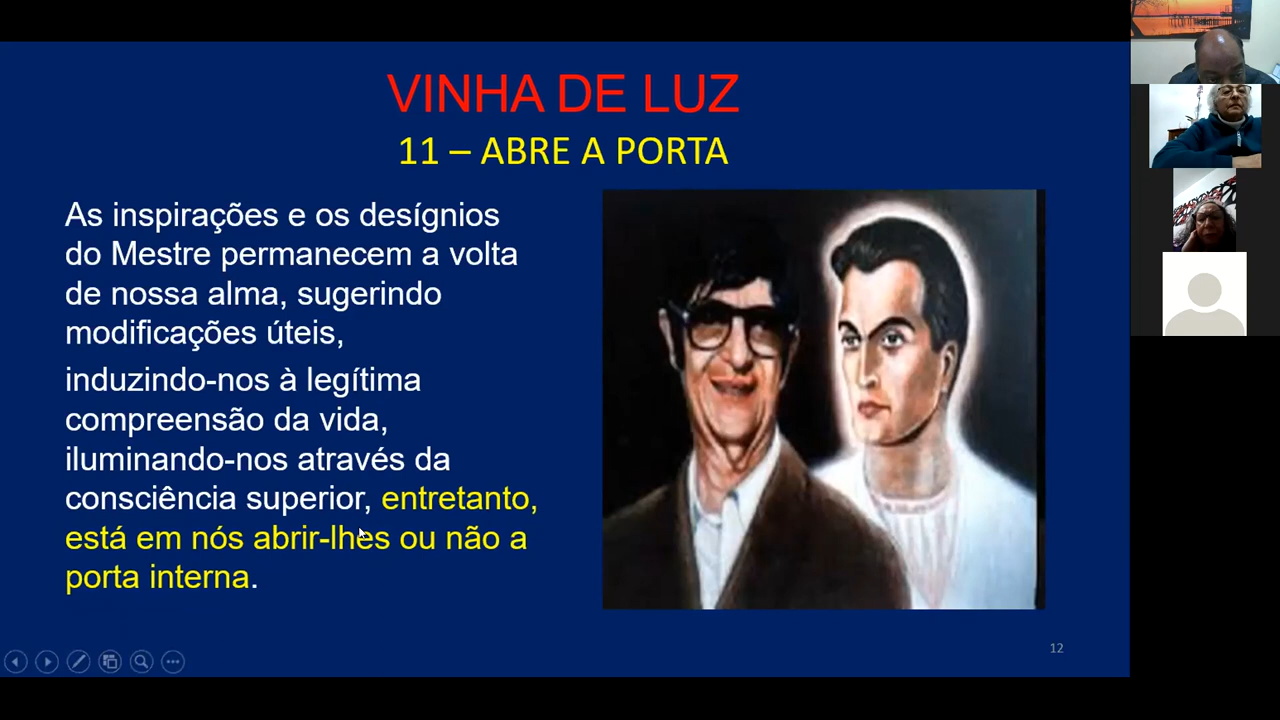 VINHA DE LUZ
11 – ABRE A PORTA
As inspirações e os desígnios
do Mestre permanecem a volta
de nossa alma, sugerindo
modificações úteis,
induzindo-nos à legítima
compreensão da vida,
iluminando-nos através da
consciência superior, entretanto,
está em nós abrir-lhes ou não a
porta interna.
12